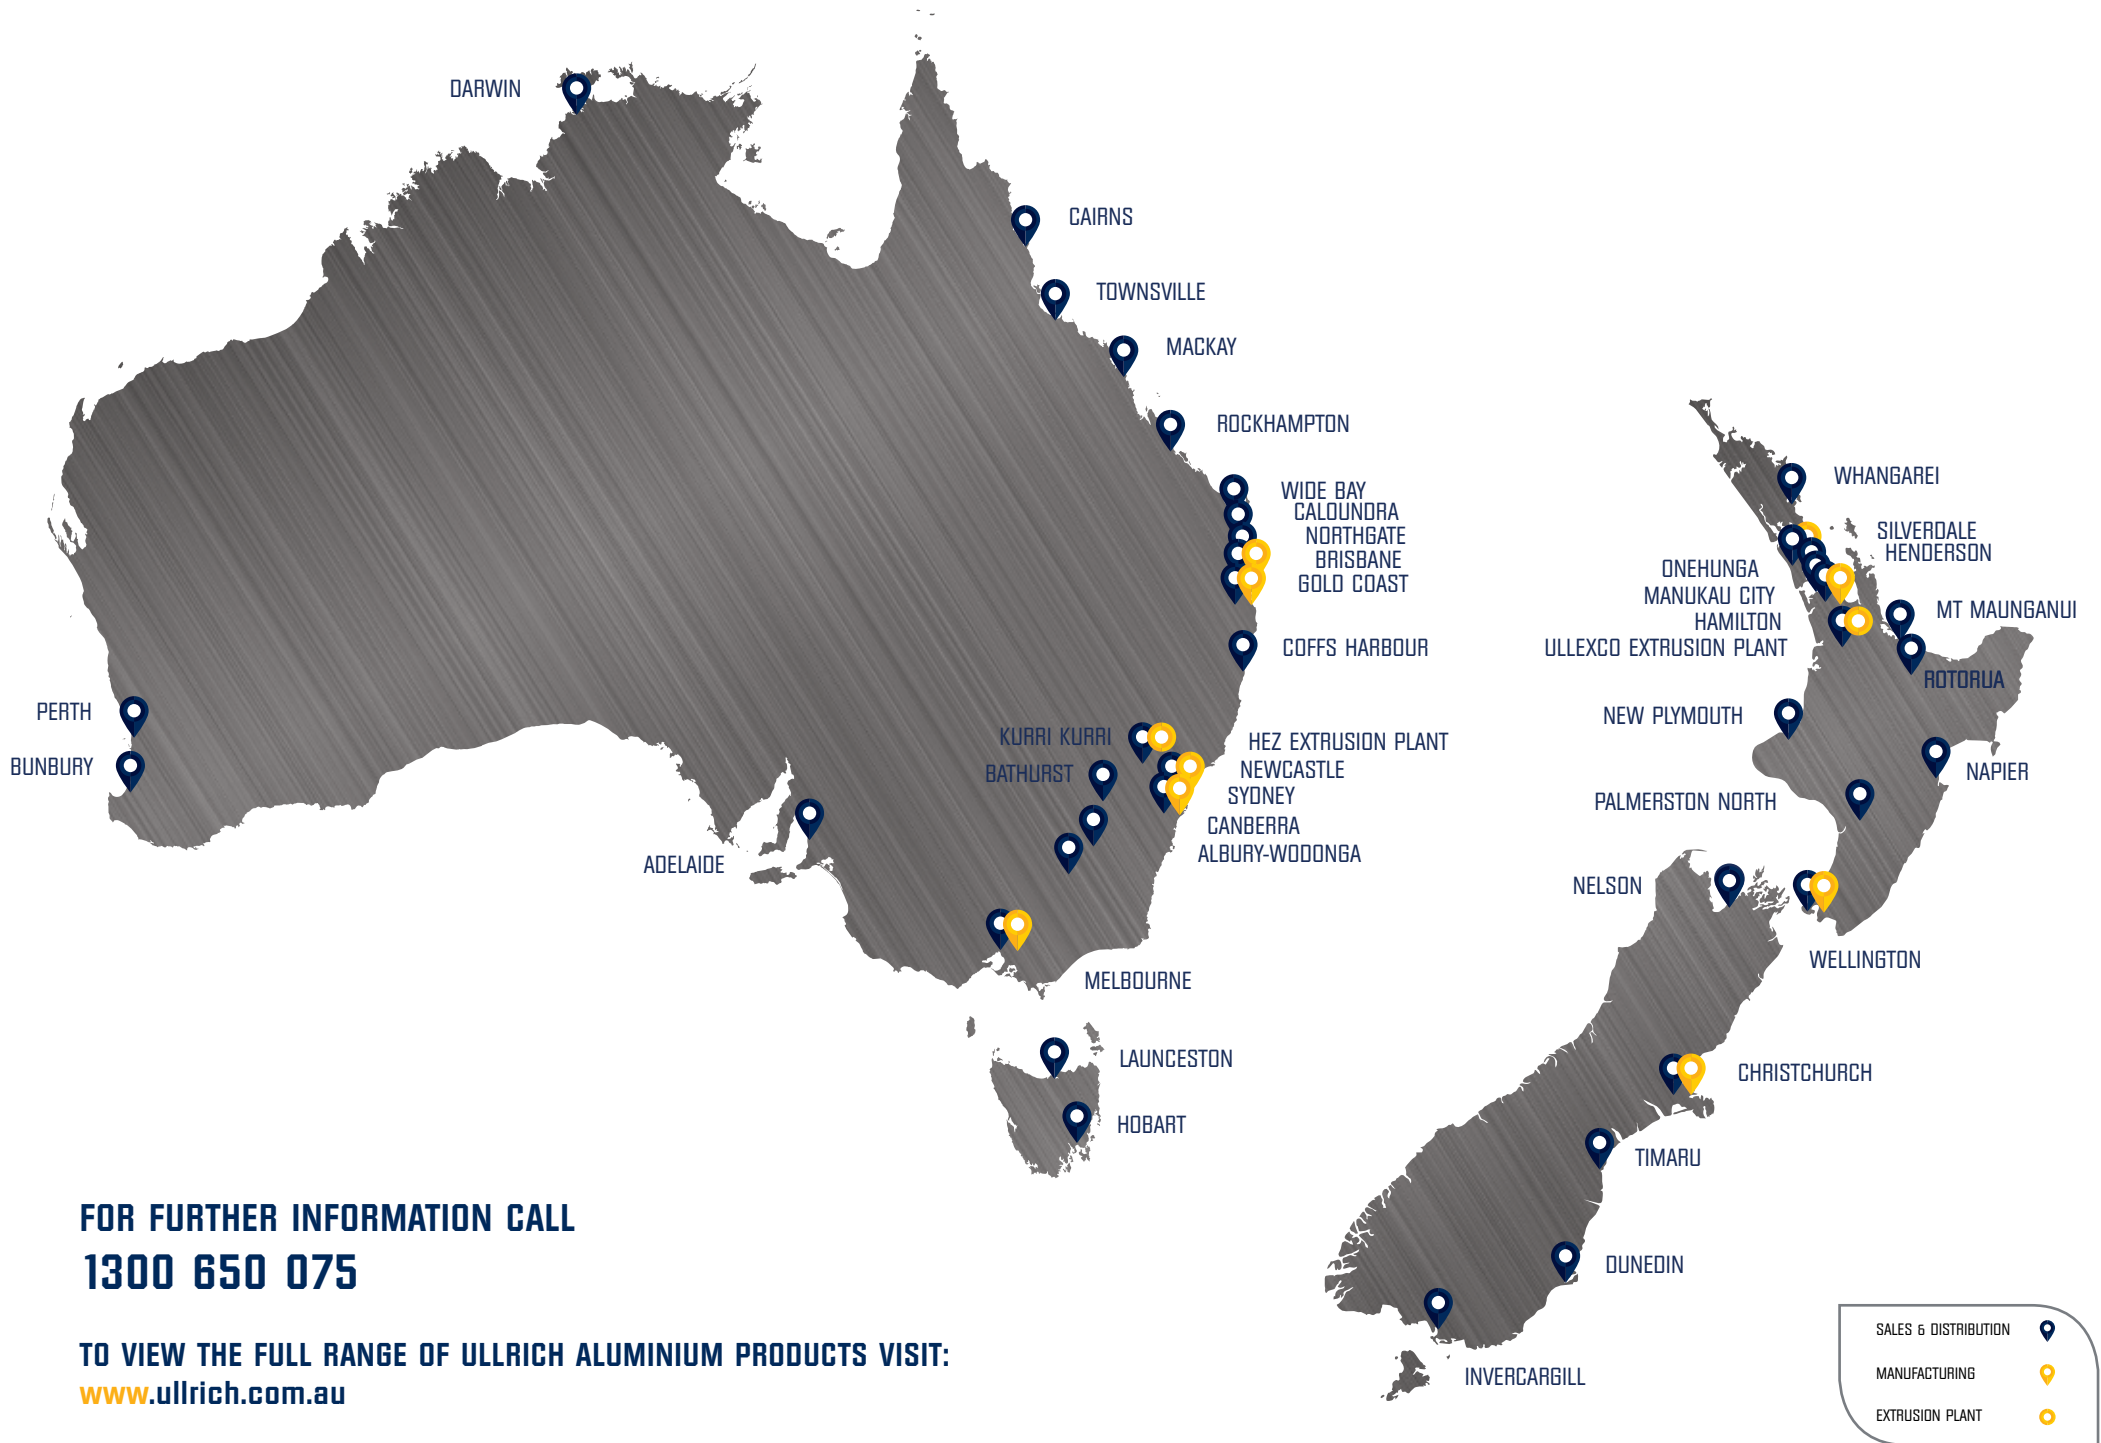 DARWIN
CAIRNS
TOWNSVILLE
MACKAY
ROCKHAMPTON
WIDE BAY
CALOUNDRA
NORTHGATE
BRISBANE
GOLD COAST
COFFS HARBOUR
PERTH
BUNBURY
KURRI KURRI
BATHURST
HEZ EXTRUSION PLANT
NEWCASTLE
SYDNEY
CANBERRA
ALBURY-WODONGA
ADELAIDE
MELBOURNE
LAUNCESTON
HOBART
WHANGAREI
SILVERDALE
HENDERSON
ONEHUNGA
MANUKAU CITY
HAMILTON
ULLEXCO EXTRUSION PLANT
MT MAUNGANUI
ROTORUA
NEW PLYMOUTH
NAPIER
PALMERSTON NORTH
NELSON
WELLINGTON
CHRISTCHURCH
TIMARU
DUNEDIN
INVERCARGILL
FOR FURTHER INFORMATION CALL
1300 650 075
TO VIEW THE FULL RANGE OF ULLRICH ALUMINIUM PRODUCTS VISIT:
www.ullrich.com.au
SALES & DISTRIBUTION
MANUFACTURING
EXTRUSION PLANT